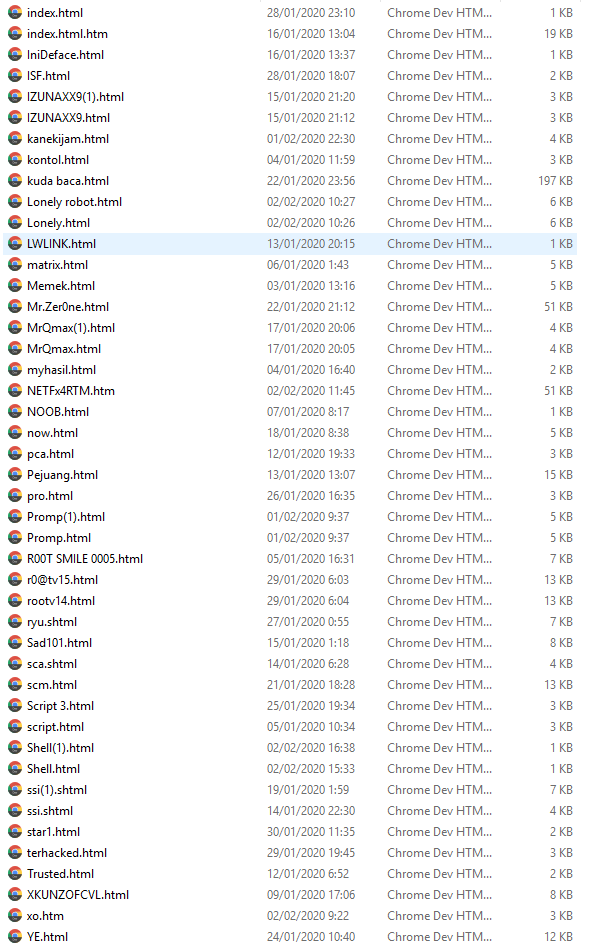 index.html 28/01/2020 23:10 Chrome Dev HTM... 1 KB
index.html.htm 16/01/2020 13:04 Chrome Dev HTM... 19 KB
IniDeface.html 16/01/2020 13:37 Chrome Dev HTM... 1 KB
ISF.html 28/01/2020 18:07 Chrome Dev HTM... 2 KB
IZUNAXX9(1).html 15/01/2020 21:20 Chrome Dev HTM... 3 KB
IZUNAXX9.html 15/01/2020 21:12 Chrome Dev HTM... 3 KB
kanekijam.html 01/02/2020 22:30 Chrome Dev HTM... 4 KB
kontol.html 04/01/2020 11:59 Chrome Dev HTM... 3 KB
kuda baca.html 22/01/2020 23:56 Chrome Dev HTM... 197 KB
Lonely robot.html 02/02/2020 10:27 Chrome Dev HTM... 6 KB
Lonely.html 02/02/2020 10:26 Chrome Dev HTM... 6 KB
LWLINK.html 13/01/2020 20:15 Chrome Dev HTM... 1 KB
matrix.html 06/01/2020 1:43 Chrome Dev HTM... 5 KB
Memek.html 03/01/2020 13:16 Chrome Dev HTM... 5 KB
Mr.Zer0ne.html 22/01/2020 21:12 Chrome Dev HTM... 51 KB
MrQmax(1).html 17/01/2020 20:06 Chrome Dev HTM... 4 KB
MrQmax.html 17/01/2020 20:05 Chrome Dev HTM... 4 KB
myhasil.html 04/01/2020 16:40 Chrome Dev HTM... 2 KB
NETFx4RTM.htm 02/02/2020 11:45 Chrome Dev HTM... 51 KB
NOOB.html 07/01/2020 8:17 Chrome Dev HTM... 1 KB
now.html 18/01/2020 8:38 Chrome Dev HTM... 5 KB
pca.html 12/01/2020 19:33 Chrome Dev HTM... 3 KB
Pejuang.html 13/01/2020 13:07 Chrome Dev HTM... 15 KB
pro.html 26/01/2020 16:35 Chrome Dev HTM... 3 KB
Promp(1).html 01/02/2020 9:37 Chrome Dev HTM... 5 KB
Promp.html 01/02/2020 9:37 Chrome Dev HTM... 5 KB
R00T SMILE 0005.html 05/01/2020 16:31 Chrome Dev HTM... 7 KB
r0@tv15.html 29/01/2020 6:03 Chrome Dev HTM... 13 KB
rootv14.html 29/01/2020 6:04 Chrome Dev HTM... 13 KB
ryu.shtml 27/01/2020 0:55 Chrome Dev HTM... 7 KB
Sad101.html 15/01/2020 1:18 Chrome Dev HTM... 8 KB
sca.shtml 14/01/2020 6:28 Chrome Dev HTM... 4 KB
scm.html 21/01/2020 18:28 Chrome Dev HTM... 13 KB
Script 3.html 25/01/2020 19:34 Chrome Dev HTM... 3 KB
script.html 05/01/2020 10:34 Chrome Dev HTM... 3 KB
Shell(1).html 02/02/2020 16:38 Chrome Dev HTM... 1 KB
Shell.html 02/02/2020 15:33 Chrome Dev HTM... 1 KB
ssi(1).shtml 19/01/2020 1:59 Chrome Dev HTM... 7 KB
ssi.shtml 14/01/2020 22:30 Chrome Dev HTM... 4 KB
star1.html 30/01/2020 11:35 Chrome Dev HTM... 2 KB
terhacked.html 29/01/2020 19:45 Chrome Dev HTM... 3 KB
Trusted.html 12/01/2020 6:52 Chrome Dev HTM... 2 KB
XKUNZOFCVL.html 09/01/2020 17:06 Chrome Dev HTM... 8 KB
xo.htm 02/02/2020 9:22 Chrome Dev HTM... 3 KB
YE.html 24/01/2020 10:40 Chrome Dev HTM... 12 KB